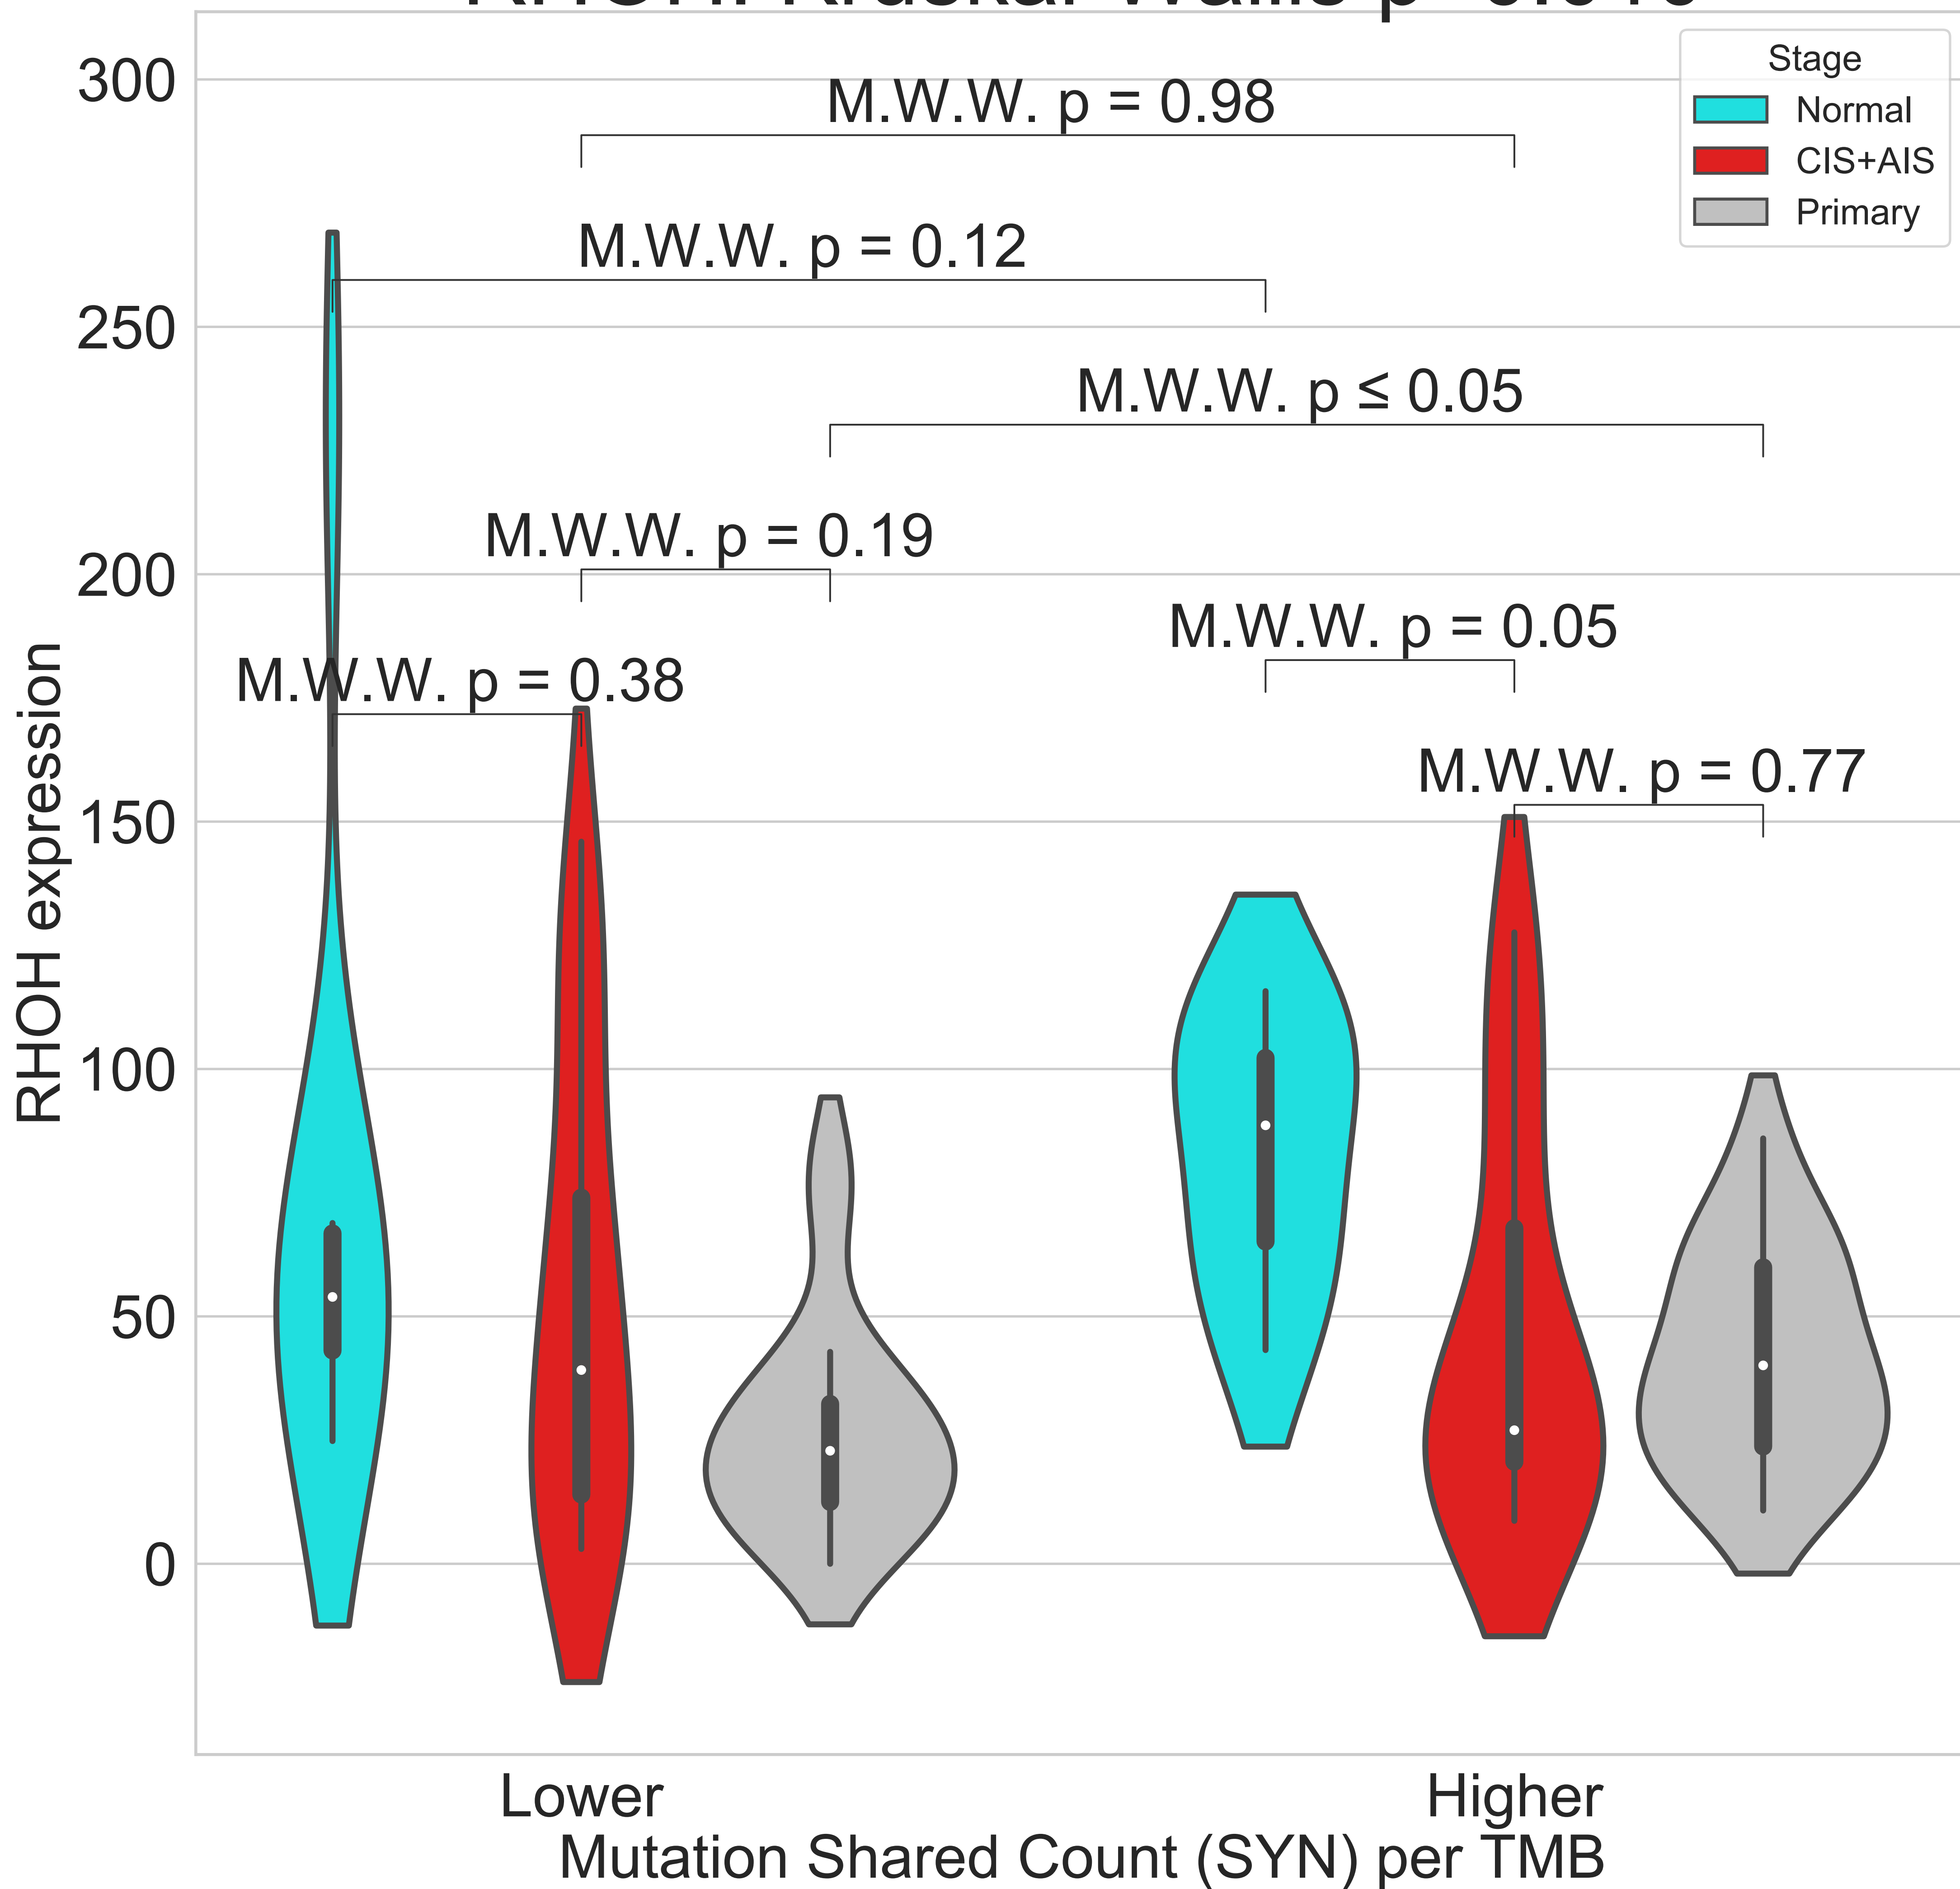 Stage
Normal
CIS+AIS
Primary
M.W.W. p = 0.98
M.W.W. p = 0.12
M.W.W. p ≤ 0.05
M.W.W. p = 0.19
M.W.W. p = 0.05
M.W.W. p = 0.38
M.W.W. p = 0.77
300
250
200
150
100
50
0
RHOH expression
Lower
Higher
Mutation Shared Count (SYN) per TMB